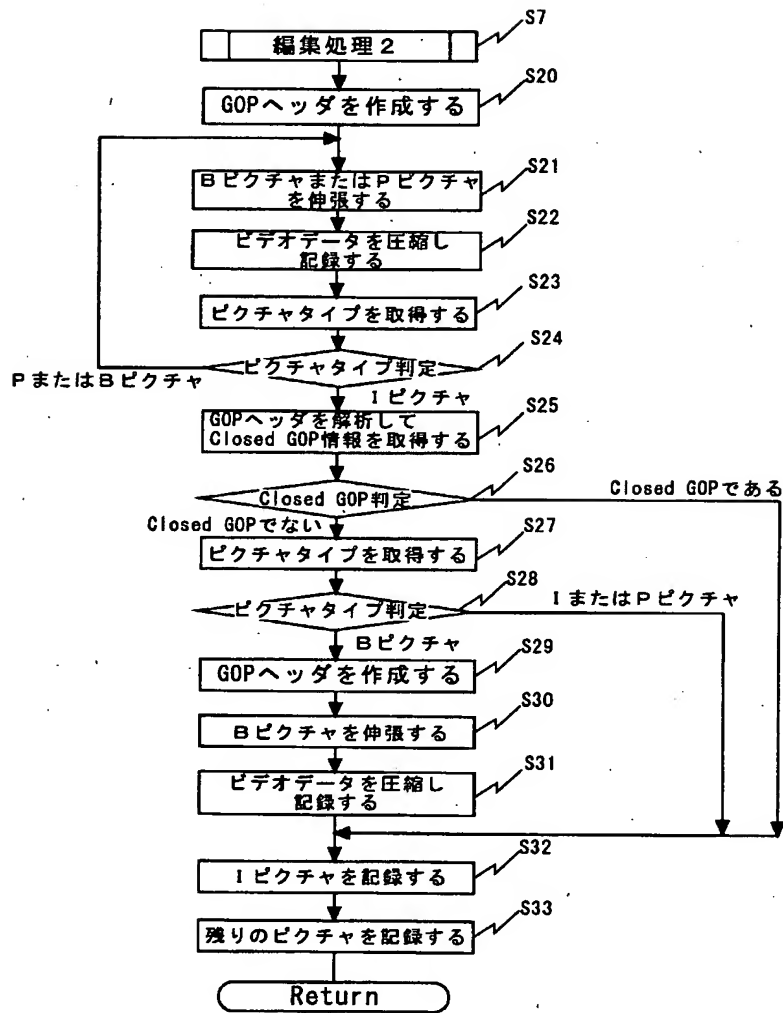 S7
編集処理2
S20
GOPヘッダを作成する
S21
BピクチャまたはPピクチャ
を伸張する
S22
ビデオデータを圧縮し
記録する
S23
ピクチャタイプを取得する
S24
ピクチャタイプ判定
PまたはBピクチャ
Iピクチャ
S25
GOPヘッダを解析して
Closed GOP情報を取得する
S26
Closed GOP判定
Closed GOPである
Closed GOPでない
S27
ピクチャタイプを取得する
S28
ピクチャタイプ判定
IまたはPピクチャ
Bピクチャ
S29
GOPヘッダを作成する
S30
Bピクチャを伸張する
S31
ビデオデータを圧縮し
記録する
S32
Iピクチャを記録する
S33
残りのピクチャを記録する
Return